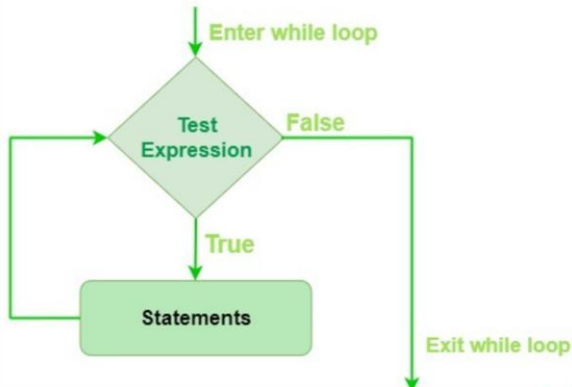 Enter while loop
Test
Expression
False
True
Statements
Exit while loop